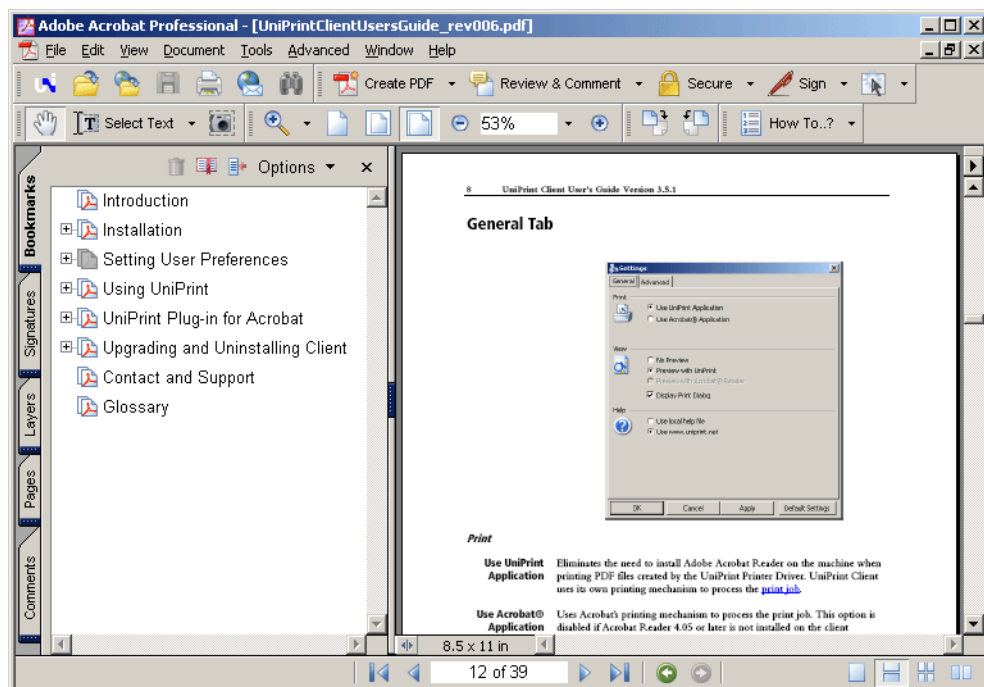 Adobe Acrobat Professional - [UniPrintClientUsersGuide_rev006.pdf]
File Edit View Document Tools Advanced Window Help
Create PDF Review & Comment Secure Sign
Select Text 53% How To..?
Options
Bookmarks
Signatures
Layers
Pages
Comments
Introduction
Installation
Setting User Preferences
Using UniPrint
UniPrint Plug-in for Acrobat
Upgrading and Uninstalling Client
Contact and Support
Glossary
8 UniPrint Client User's Guide Version 3.5.1
General Tab
Settings
General Advanced
Print
Use UniPrint Application
Use Acrobat® Application
View
No Preview
Preview with UniPrint
Preview with Acrobat® Reader
Display Print Dialog
Help
Use local help file
Use www.uniprint.net
OK Cancel Apply Default Settings
Print
Use UniPrint Application Eliminates the need to install Adobe Acrobat Reader on the machine when
printing PDF files created by the UniPrint Printer Driver. UniPrint Client
uses its own printing mechanism to process the print job.
Use Acrobat® Application Uses Acrobat's printing mechanism to process the print job. This option is
disabled if Acrobat Reader 4.05 or later is not installed on the client
8.5 x 11 in
12 of 39